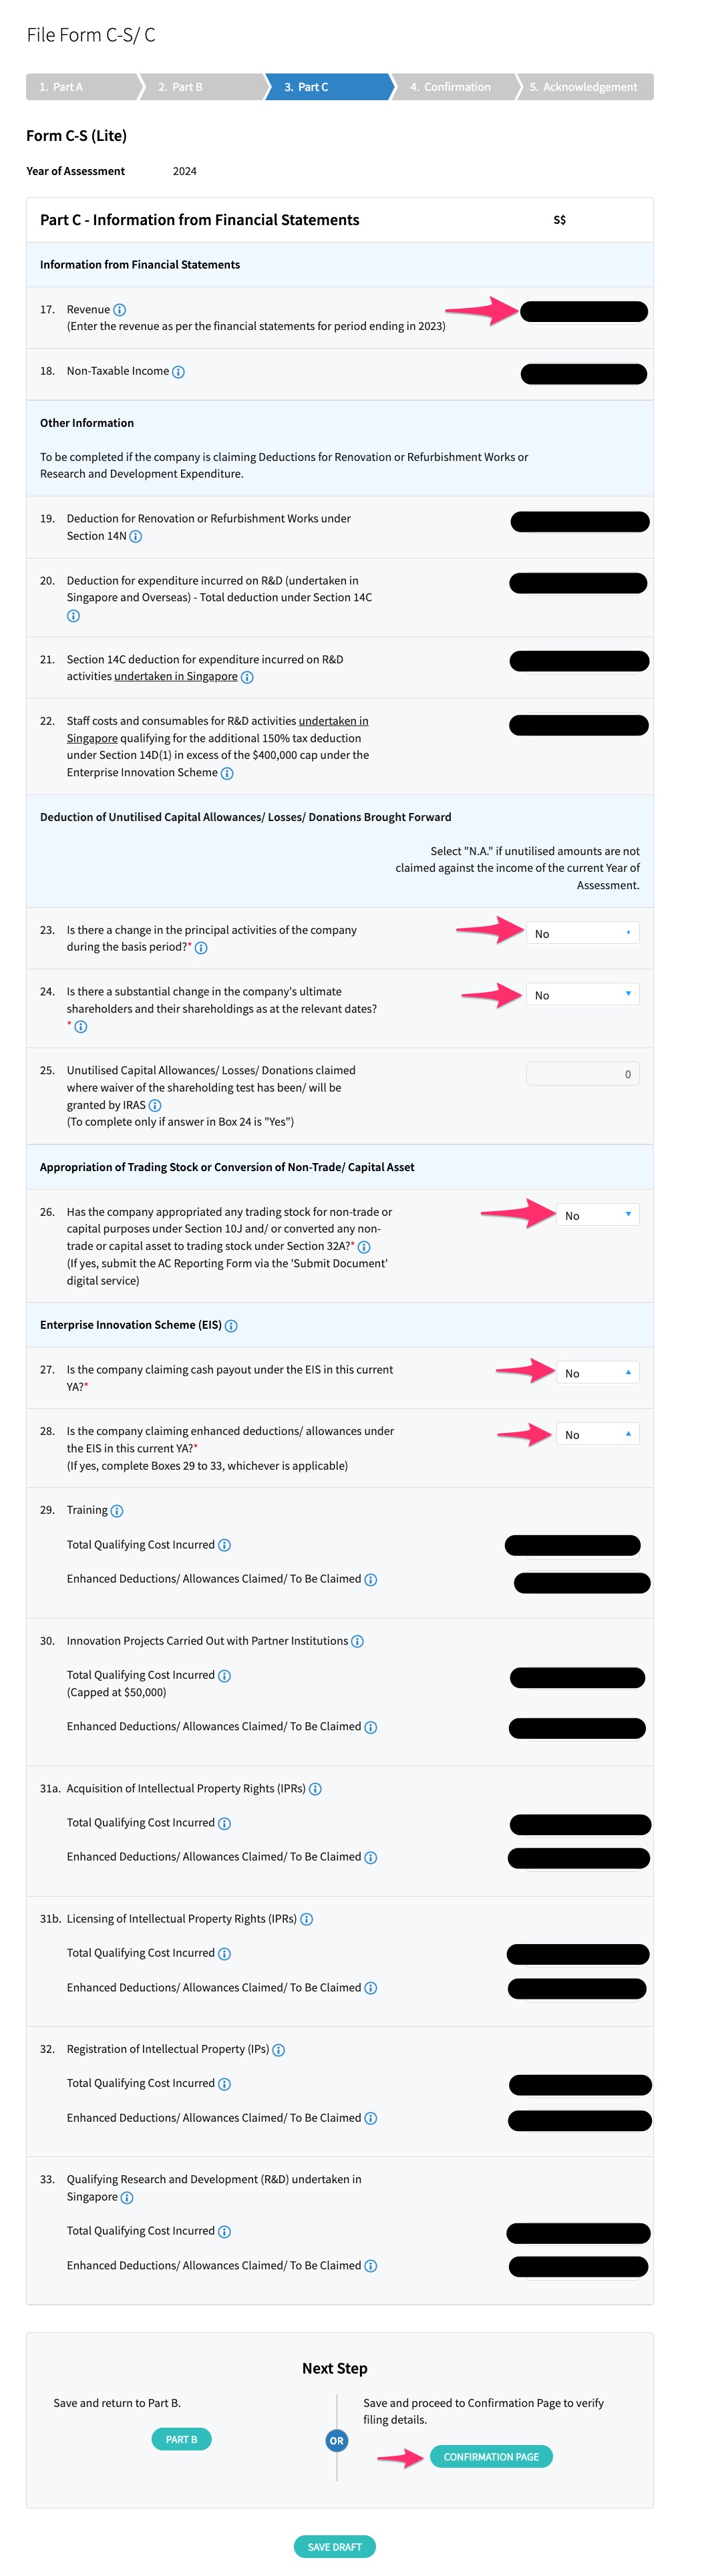 File Form C-S/ C
1. Part A
2. Part B
3. Part C
4. Confirmation
5. Acknowledgement
Form C-S (Lite)
Year of Assessment 2024
Part C - Information from Financial Statements S$
Information from Financial Statements
17. Revenue
(Enter the revenue as per the financial statements for period ending in 2023)
18. Non-Taxable Income
Other Information
To be completed if the company is claiming Deductions for Renovation or Refurbishment Works or
Research and Development Expenditure.
19. Deduction for Renovation or Refurbishment Works under
Section 14N
20. Deduction for expenditure incurred on R&D (undertaken in
Singapore and Overseas) - Total deduction under Section 14C
21. Section 14C deduction for expenditure incurred on R&D
activities undertaken in Singapore
22. Staff costs and consumables for R&D activities undertaken in
Singapore qualifying for the additional 150% tax deduction
under Section 14D(1) in excess of the $400,000 cap under the
Enterprise Innovation Scheme
Deduction of Unutilised Capital Allowances/ Losses/ Donations Brought Forward
Select "N.A." if unutilised amounts are not
claimed against the income of the current Year of
Assessment.
23. Is there a change in the principal activities of the company No
during the basis period?*
24. Is there a substantial change in the company's ultimate No
shareholders and their shareholdings as at the relevant dates?
*
25. Unutilised Capital Allowances/ Losses/ Donations claimed 0
where waiver of the shareholding test has been/ will be
granted by IRAS
(To complete only if answer in Box 24 is "Yes")
Appropriation of Trading Stock or Conversion of Non-Trade/ Capital Asset
26. Has the company appropriated any trading stock for non-trade or No
capital purposes under Section 10J and/ or converted any non-
trade or capital asset to trading stock under Section 32A?*
(If yes, submit the AC Reporting Form via the 'Submit Document'
digital service)
Enterprise Innovation Scheme (EIS)
27. Is the company claiming cash payout under the EIS in this current No
YA?*
28. Is the company claiming enhanced deductions/ allowances under No
the EIS in this current YA?*
(If yes, complete Boxes 29 to 33, whichever is applicable)
29. Training
Total Qualifying Cost Incurred
Enhanced Deductions/ Allowances Claimed/ To Be Claimed
30. Innovation Projects Carried Out with Partner Institutions
Total Qualifying Cost Incurred
(Capped at $50,000)
Enhanced Deductions/ Allowances Claimed/ To Be Claimed
31a. Acquisition of Intellectual Property Rights (IPRs)
Total Qualifying Cost Incurred
Enhanced Deductions/ Allowances Claimed/ To Be Claimed
31b. Licensing of Intellectual Property Rights (IPRs)
Total Qualifying Cost Incurred
Enhanced Deductions/ Allowances Claimed/ To Be Claimed
32. Registration of Intellectual Property (IPs)
Total Qualifying Cost Incurred
Enhanced Deductions/ Allowances Claimed/ To Be Claimed
33. Qualifying Research and Development (R&D) undertaken in
Singapore
Total Qualifying Cost Incurred
Enhanced Deductions/ Allowances Claimed/ To Be Claimed
Next Step
Save and return to Part B.
PART B
OR
Save and proceed to Confirmation Page to verify
filing details.
CONFIRMATION PAGE
SAVE DRAFT